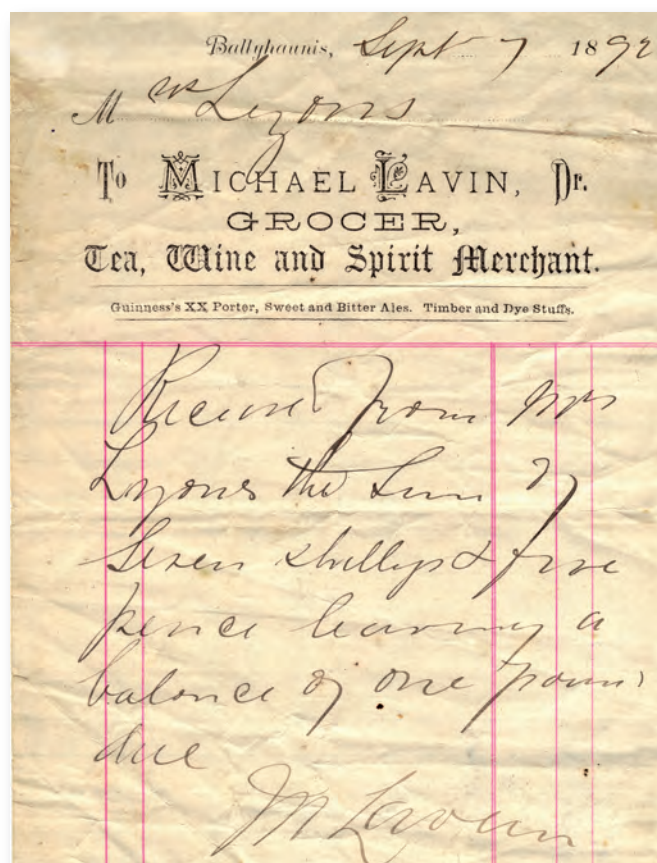 Ballyhaunis, Sept 7 1892
Mrs Lyons
To MICHAEL LAVIN, Dr.
GROCER,
Tea, Wine and Spirit Merchant.
Guinness's XX Porter, Sweet and Bitter Ales. Timber and Dye Stuffs.
Received from Mrs
Lyons the Sum of
Seven shillings & five
pence leaving a
balance of one pound
due
M Lavin